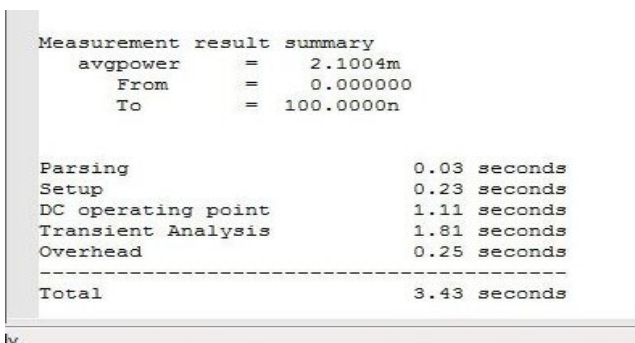 Measurement result summary
avgpower = 2.1004m
From = 0.000000
To = 100.0000n
Parsing 0.03 seconds
Setup 0.23 seconds
DC operating point 1.11 seconds
Transient Analysis 1.81 seconds
Overhead 0.25 seconds
-----------------------------------------
Total 3.43 seconds